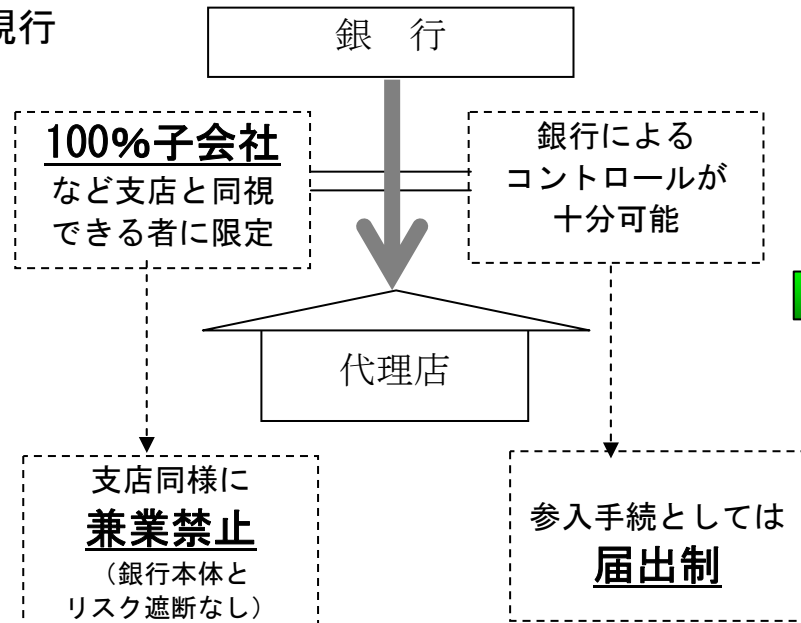 現行
銀　行
100%子会社
など支店と同視
できる者に限定
銀行による
コントロールが
十分可能
代理店
支店同様に
兼業禁止
（銀行本体と
リスク遮断なし）
参入手続としては
届出制